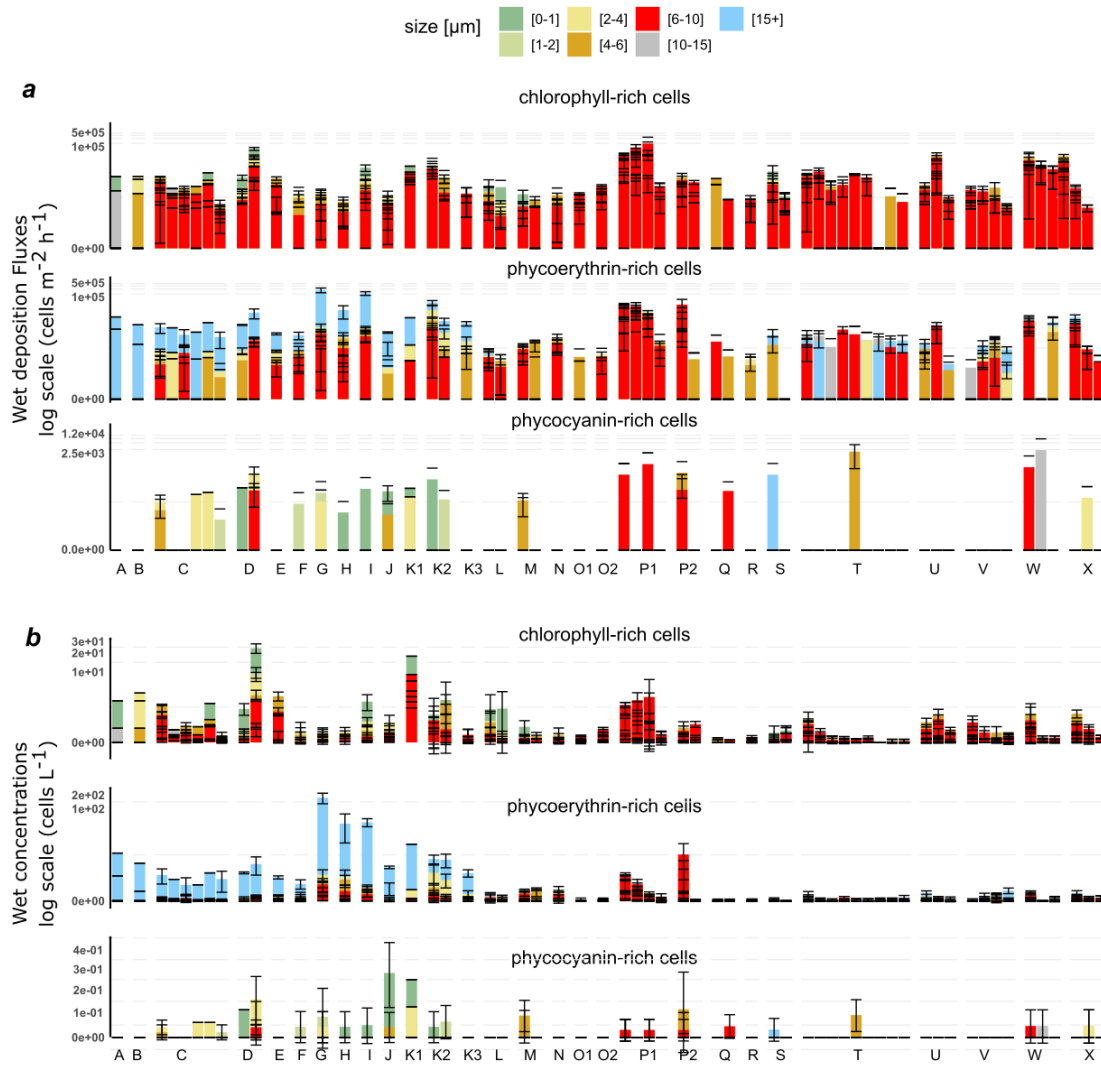 size [µm]
[0-1] [2-4] [6-10] [15+]
[1-2] [4-6] [10-15]
a
chlorophyll-rich cells
5e+05
1e+05
0e+00
phycoerythrin-rich cells
5e+05
1e+05
0e+00
phycocyanin-rich cells
1.2e+04
2.5e+03
0.0e+00
Wet deposition Fluxes
log scale (cells m⁻² h⁻¹)
A B C D E F G H I J K1 K2 K3 L M N O1 O2 P1 P2 Q R S T U V W X
b
chlorophyll-rich cells
3e+01
2e+01
1e+01
0e+00
phycoerythrin-rich cells
2e+02
1e+02
0e+00
phycocyanin-rich cells
4e-01
3e-01
2e-01
1e-01
0e+00
Wet concentrations
log scale (cells L⁻¹)
A B C D E F G H I J K1 K2 K3 L M N O1 O2 P1 P2 Q R S T U V W X